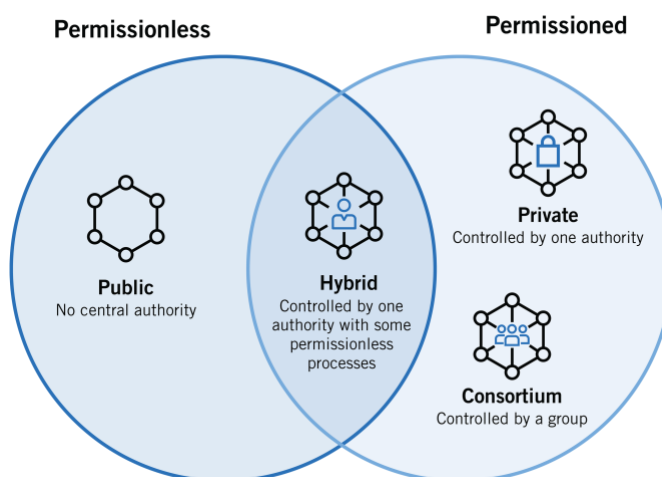 Permissionless
Permissioned
Public
No central authority
Hybrid
Controlled by one
authority with some
permissionless
processes
Private
Controlled by one authority
Consortium
Controlled by a group